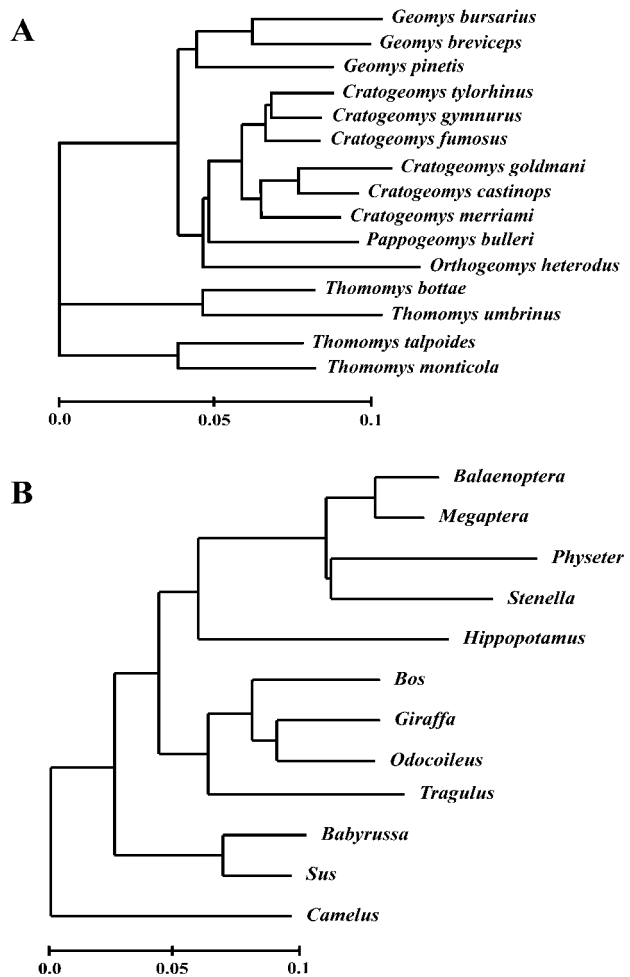 A
Geomys bursarius
Geomys breviceps
Geomys pinetis
Cratogeomys tylorhinus
Cratogeomys gymnurus
Cratogeomys fumosus
Cratogeomys goldmani
Cratogeomys castinops
Cratogeomys merriami
Pappogeomys bulleri
Orthogeomys heterodus
Thomomys bottae
Thomomys umbrinus
Thomomys talpoides
Thomomys monticola
0.0 0.05 0.1
B
Balaenoptera
Megaptera
Physeter
Stenella
Hippopotamus
Bos
Giraffa
Odocoileus
Tragulus
Babyrussa
Sus
Camelus
0.0 0.05 0.1